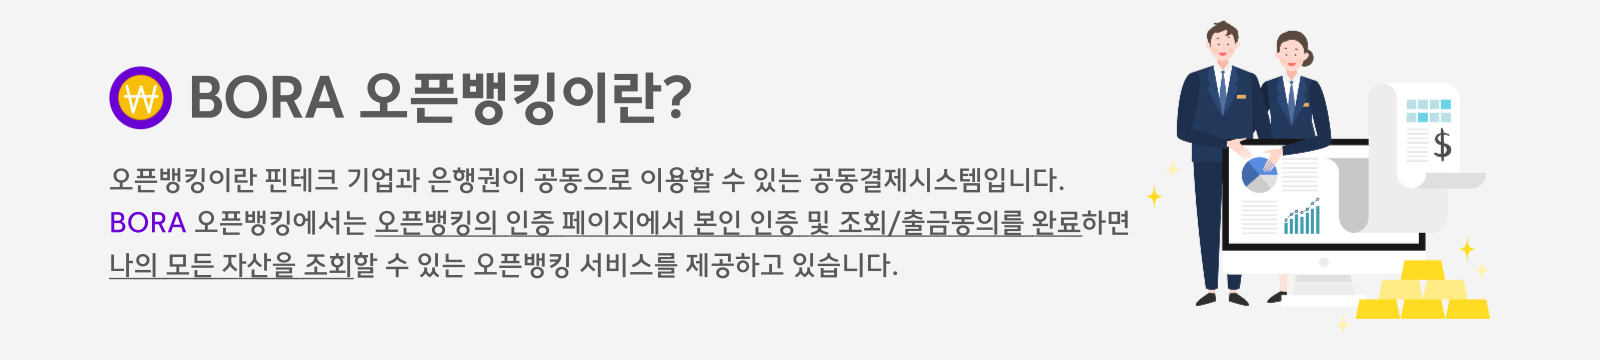 ₩ BORA 오픈뱅킹이란?
오픈뱅킹이란 핀테크 기업과 은행권이 공동으로 이용할 수 있는 공동결제시스템입니다.
BORA 오픈뱅킹에서는 오픈뱅킹의 인증 페이지에서 본인 인증 및 조회/출금동의를 완료하면
나의 모든 자산을 조회할 수 있는 오픈뱅킹 서비스를 제공하고 있습니다.
$